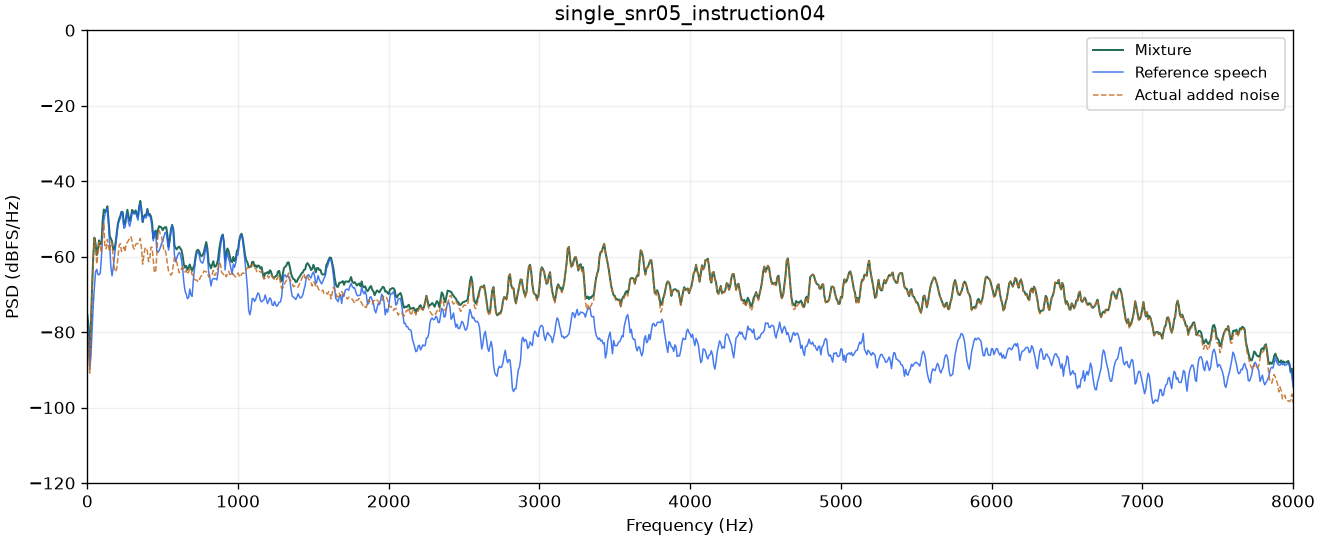 single_snr05_instruction04
0
−20
−40
−60
−80
−100
−120
PSD (dBFS/Hz)
Mixture
Reference speech
Actual added noise
0 1000 2000 3000 4000 5000 6000 7000 8000
Frequency (Hz)